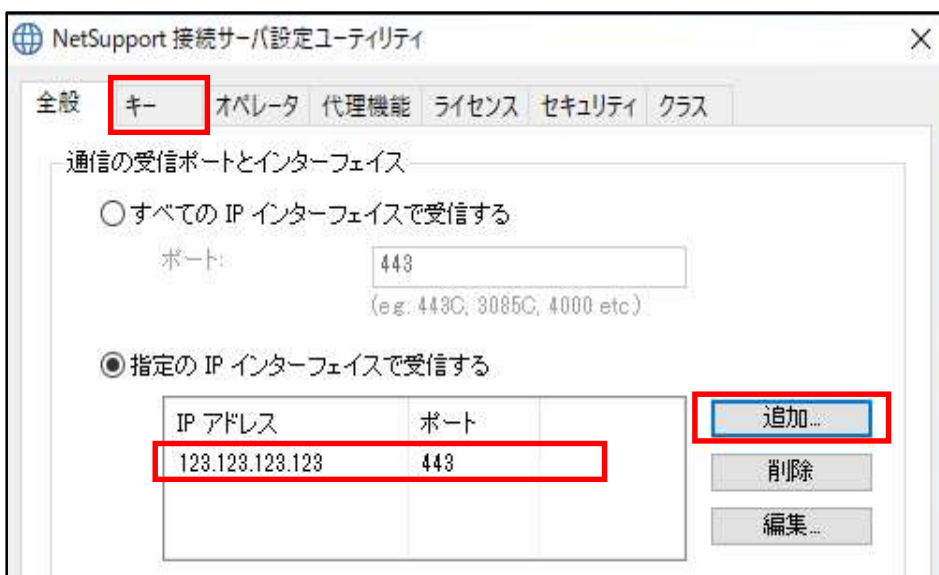 NetSupport 接続サーバ設定ユーティリティ
全般 キー オペレータ 代理機能 ライセンス セキュリティ クラス
通信の受信ポートとインターフェイス
すべての IP インターフェイスで受信する
ポート: 443
(eg: 443C, 3085C, 4000 etc)
指定の IP インターフェイスで受信する
IP アドレス ポート 追加...
123.123.123.123 443
削除
編集...